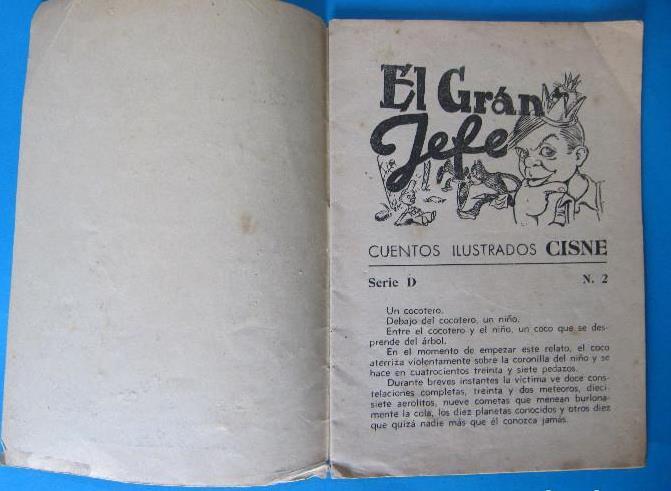 El Grán
Jefe
CUENTOS ILUSTRADOS CISNE
Serie D N. 2
Un cocotero.
Debajo del cocotero, un niño.
Entre el cocotero y el niño, un coco que se des-
prende del árbol.
En el momento de empezar este relato, el coco
aterriza violentamente sobre la coronilla del niño y se
hace en cuatrocientos treinta y siete pedazos.
Durante breves instantes la víctima ve doce cons-
telaciones completas, treinta y dos meteoros, dieci-
siete aerolitos, nueve cometas que menean burlona-
mente la cola, los diez planetas conocidos y otros diez
que quizá nadie más que él conozca jamás.